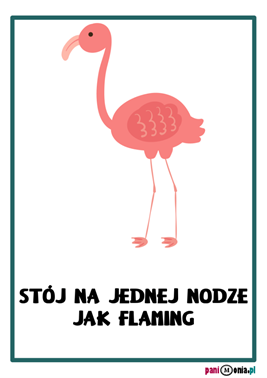 STÓJ NA JEDNEJ NODZE
JAK FLAMING
paniMonia.pl